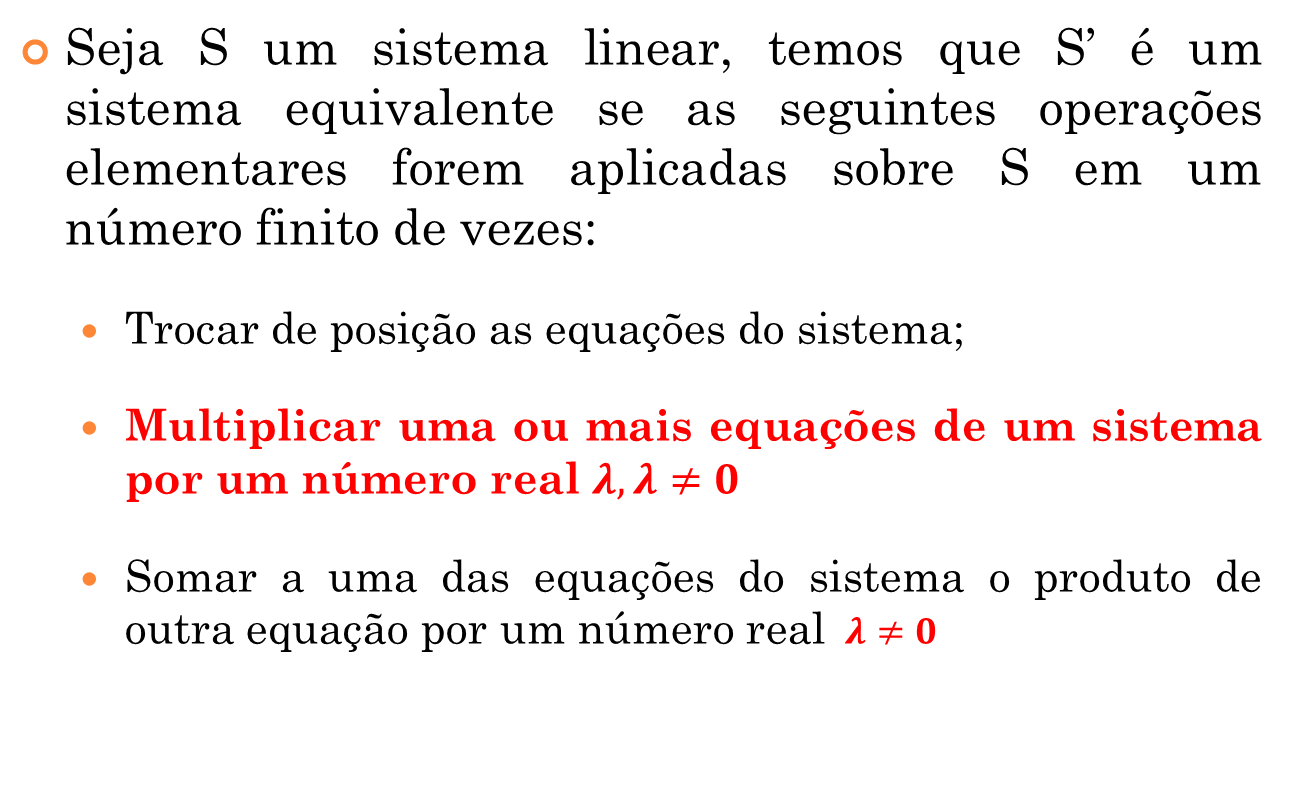 Seja S um sistema linear, temos que S’ é um
sistema equivalente se as seguintes operações
elementares forem aplicadas sobre S em um
número finito de vezes:
Trocar de posição as equações do sistema;
Multiplicar uma ou mais equações de um sistema
por um número real λ, λ ≠ 0
Somar a uma das equações do sistema o produto de
outra equação por um número real λ ≠ 0